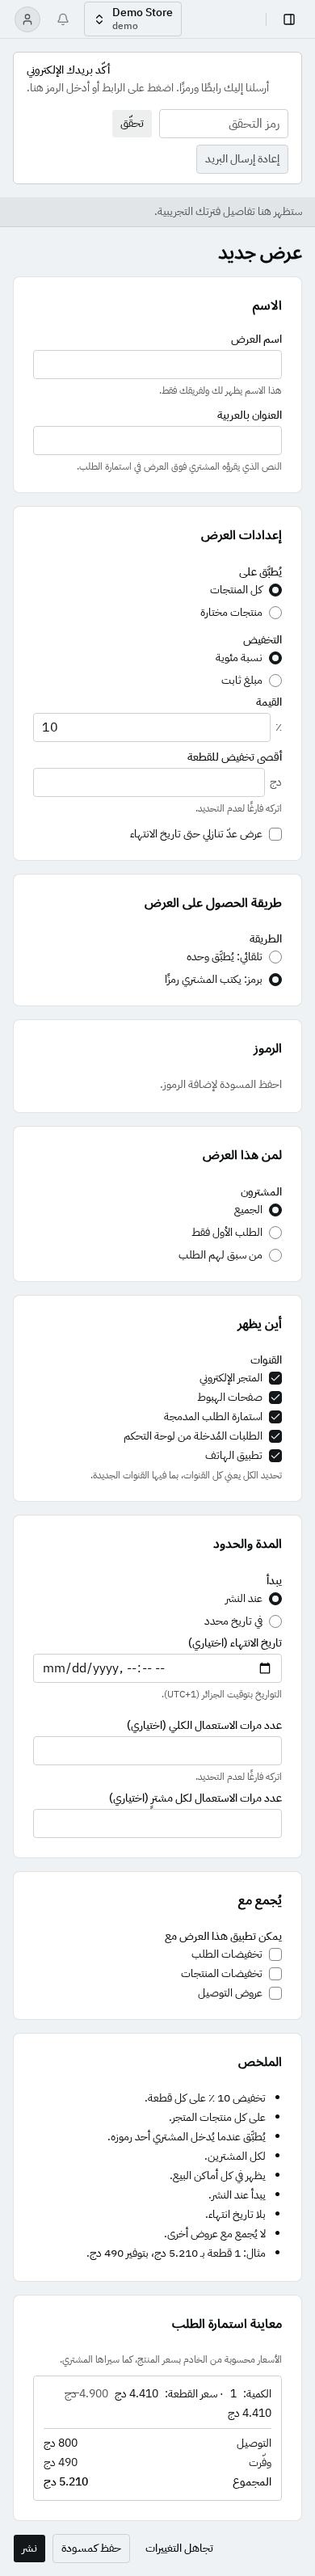 Demo Store
demo
أكّد بريدك الإلكتروني
أرسلنا إليك رابطًا ورمزًا. اضغط على الرابط أو أدخل الرمز هنا.
رمز التحقق
تحقّق
إعادة إرسال البريد
ستظهر هنا تفاصيل فترتك التجريبية.
عرض جديد
الاسم
اسم العرض
هذا الاسم يظهر لك ولفريقك فقط.
العنوان بالعربية
النص الذي يقرؤه المشتري فوق العرض في استمارة الطلب.
إعدادات العرض
يُطبَّق على
كل المنتجات
منتجات مختارة
التخفيض
نسبة مئوية
مبلغ ثابت
القيمة
٪ 10
أقصى تخفيض للقطعة
دج
اتركه فارغًا لعدم التحديد.
عرض عدّ تنازلي حتى تاريخ الانتهاء
طريقة الحصول على العرض
الطريقة
تلقائي: يُطبَّق وحده
برمز: يكتب المشتري رمزًا
الرموز
احفظ المسودة لإضافة الرموز.
لمن هذا العرض
المشترون
الجميع
الطلب الأول فقط
من سبق لهم الطلب
أين يظهر
القنوات
المتجر الإلكتروني
صفحات الهبوط
استمارة الطلب المدمجة
الطلبات المُدخلة من لوحة التحكم
تطبيق الهاتف
تحديد الكل يعني كل القنوات، بما فيها القنوات الجديدة.
المدة والحدود
يبدأ
عند النشر
في تاريخ محدد
تاريخ الانتهاء (اختياري)
mm/dd/yyyy, --:-- --
التواريخ بتوقيت الجزائر (UTC+1).
عدد مرات الاستعمال الكلي (اختياري)
اتركه فارغًا لعدم التحديد.
عدد مرات الاستعمال لكل مشترٍ (اختياري)
يُجمع مع
يمكن تطبيق هذا العرض مع
تخفيضات الطلب
تخفيضات المنتجات
عروض التوصيل
الملخص
تخفيض 10 ٪ على كل قطعة.
على كل منتجات المتجر.
يُطبَّق عندما يُدخل المشتري أحد رموزه.
لكل المشترين.
يظهر في كل أماكن البيع.
يبدأ عند النشر.
بلا تاريخ انتهاء.
لا يُجمع مع عروض أخرى.
مثال: 1 قطعة بـ 5.210 دج، بتوفير 490 دج.
معاينة استمارة الطلب
الأسعار محسوبة من الخادم بسعر المنتج، كما سيراها المشتري.
الكمية: 1 · سعر القطعة: 4.410 دج 4.900 دج
4.410 دج
التوصيل 800 دج
وفّرت 490 دج
المجموع 5.210 دج
تجاهل التغييرات
حفظ كمسودة
نشر